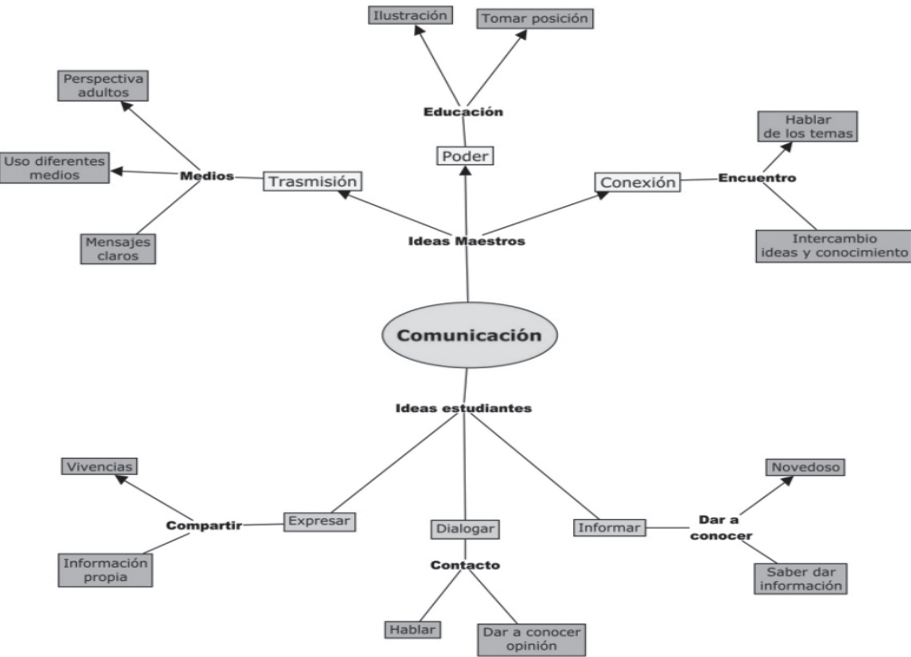 Ilustración
Tomar posición
Perspectiva
adultos
Educación
Hablar
de los temas
Poder
Uso diferentes
medios
Medios
Trasmisión
Conexión
Encuentro
Mensajes
claros
Ideas Maestros
Intercambio
ideas y conocimiento
Comunicación
Ideas estudiantes
Vivencias
Novedoso
Compartir
Expresar
Dialogar
Informar
Dar a
conocer
Información
propia
Contacto
Saber dar
información
Hablar
Dar a conocer
opinión